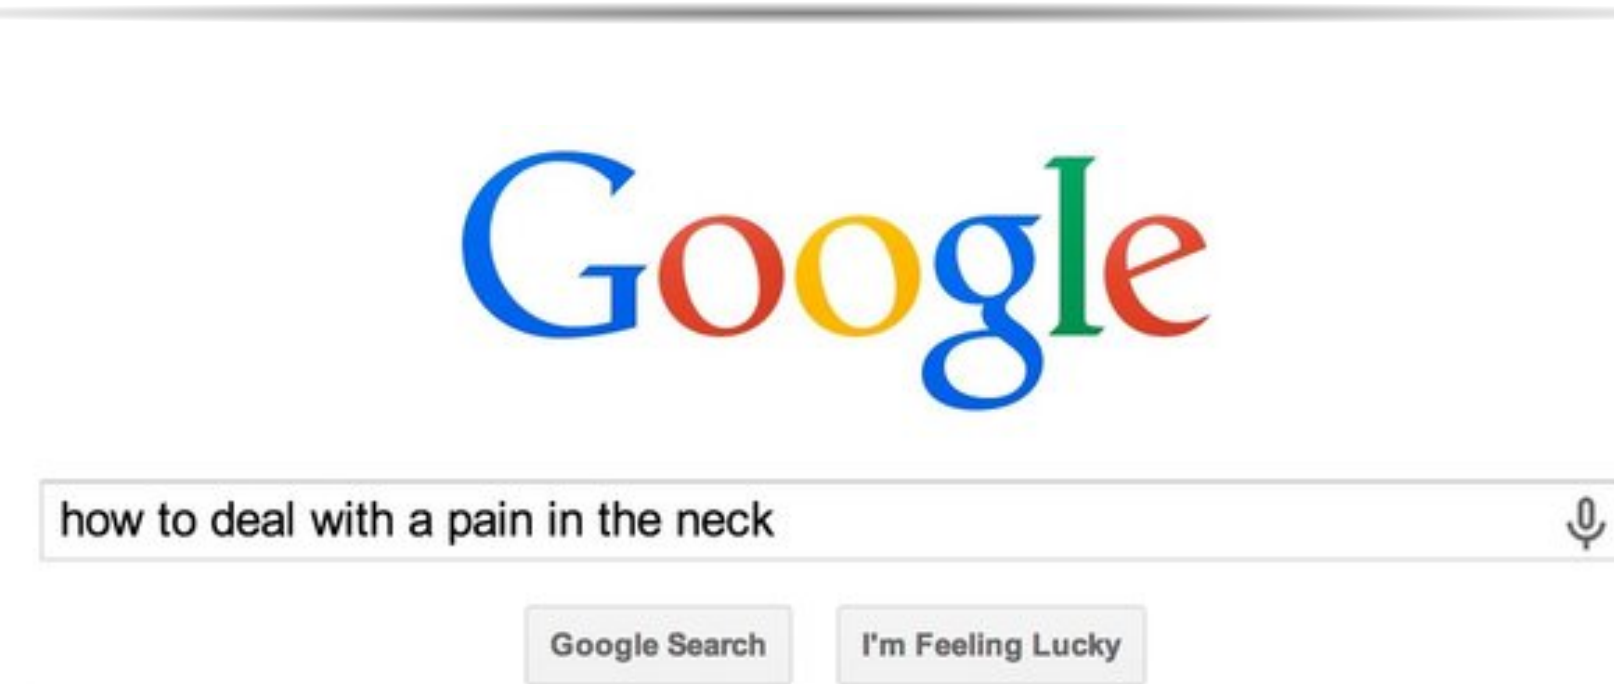 Google
how to deal with a pain in the neck
Google Search
I'm Feeling Lucky